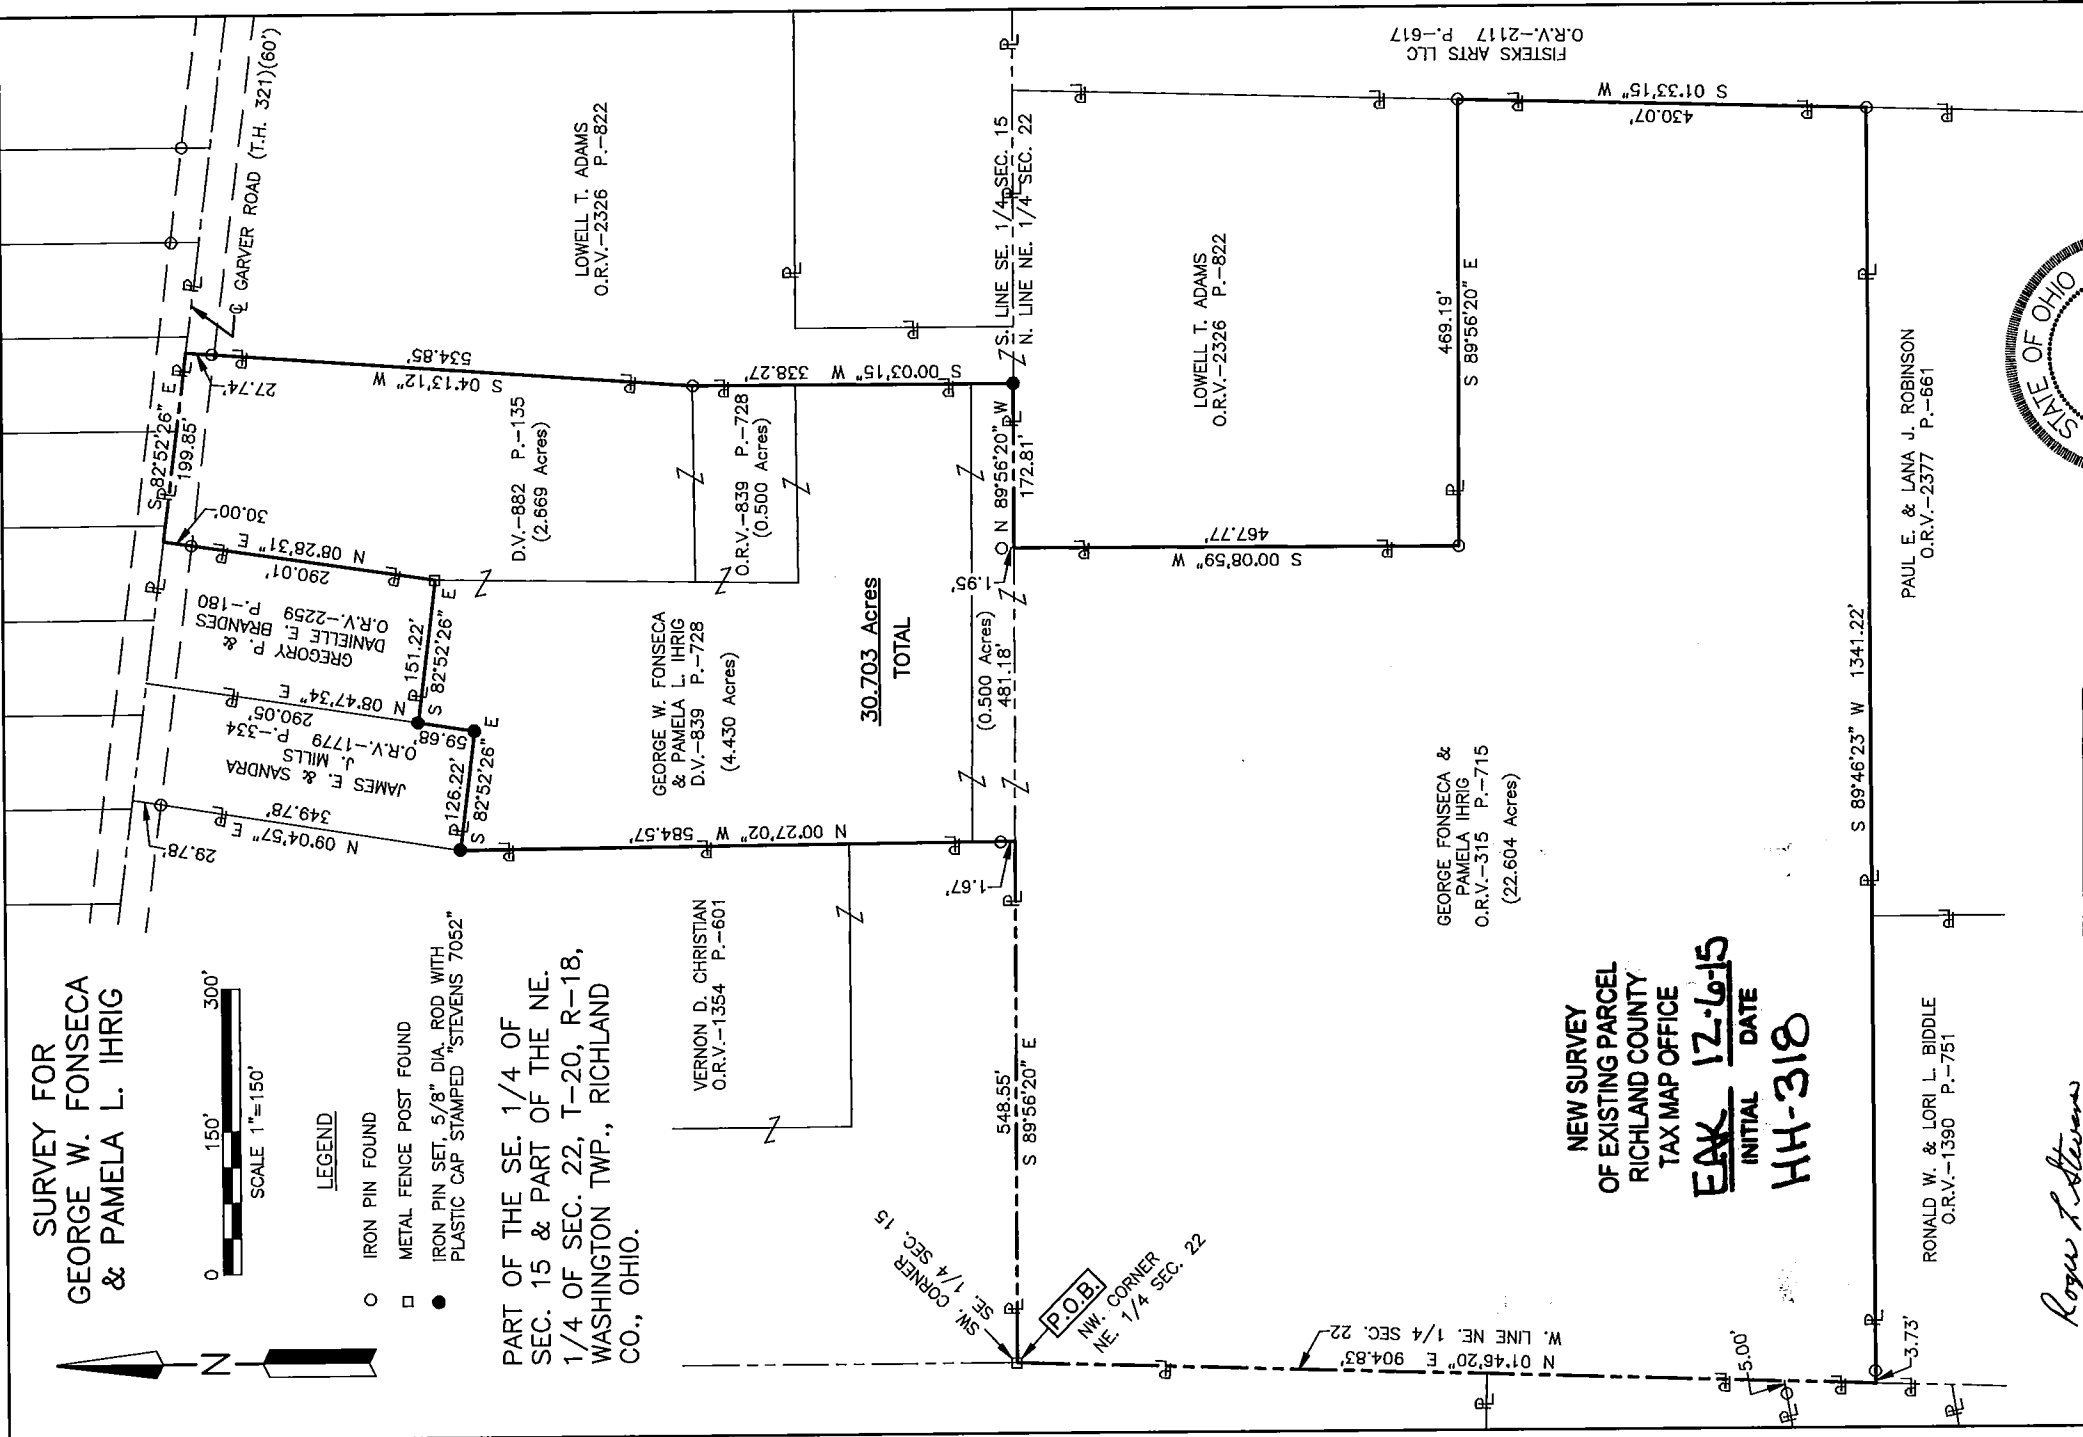 SURVEY FOR
GEORGE W. FONSECA
& PAMELA L. IHRIG
0 150' 300'
SCALE 1"=150'
LEGEND
IRON PIN FOUND
METAL FENCE POST FOUND
IRON PIN SET, 5/8" DIA. ROD WITH
PLASTIC CAP STAMPED "STEVENS 7052"
PART OF THE SE. 1/4 OF
SEC. 15 & PART OF THE NE.
1/4 OF SEC. 22, T-20, R-18,
WASHINGTON TWP., RICHLAND
CO., OHIO.
N
GARVER ROAD (T.H. 321)(60')
S 82°52'26" E
199.85'
27.74'
30.00'
N 08°28'31" E
290.01'
GREGORY P. &
DANIELLE E. BRANDES
O.R.V.-2259 P.-180
151.22'
S 82°52'26" E
N 08°47'34" E
290.05'
59.68'
JAMES E. & SANDRA
J. MILLS
O.R.V.-1779 P.-334
126.22'
S 82°52'26" E
N 09°04'57" E
349.78'
29.78'
S 04°13'12" W
534.85'
D.V.-882 P.-135
(2.669 Acres)
O.R.V.-839 P.-728
(0.500 Acres)
S 00°03'15" W 338.27'
LOWELL T. ADAMS
O.R.V.-2326 P.-822
GEORGE W. FONSECA
& PAMELA L. IHRIG
D.V.-839 P.-728
(4.430 Acres)
30.703 Acres
TOTAL
(0.500 Acres)
481.18'
1.95'
N 89°56'20" W
172.81'
S. LINE SE. 1/4 SEC. 15
N. LINE NE. 1/4 SEC. 22
N 00°27'02" W 584.57'
1.67'
VERNON D. CHRISTIAN
O.R.V.-1354 P.-601
548.55'
S 89°56'20" E
SW. CORNER
SE. 1/4 SEC. 15
P.O.B.
NW. CORNER
NE. 1/4 SEC. 22
LOWELL T. ADAMS
O.R.V.-2326 P.-822
467.77'
S 00°08'59" W
469.19'
S 89°56'20" E
FISTEKS ARTS LLC
O.R.V.-2117 P.-617
S 01°33'15" W
430.07'
GEORGE FONSECA &
PAMELA IHRIG
O.R.V.-315 P.-715
(22.604 Acres)
S 89°46'23" W 1341.22'
PAUL E. & LANA J. ROBINSON
O.R.V.-2377 P.-661
W. LINE NE. 1/4 SEC. 22
N 01°46'20" E 904.83'
5.00'
3.73'
RONALD W. & LORI L. BIDDLE
O.R.V.-1390 P.-751
NEW SURVEY
OF EXISTING PARCEL
RICHLAND COUNTY
TAX MAP OFFICE
EAK 12-6-15
INITIAL DATE
HH-318
STATE OF OHIO
Roger L. Stevens